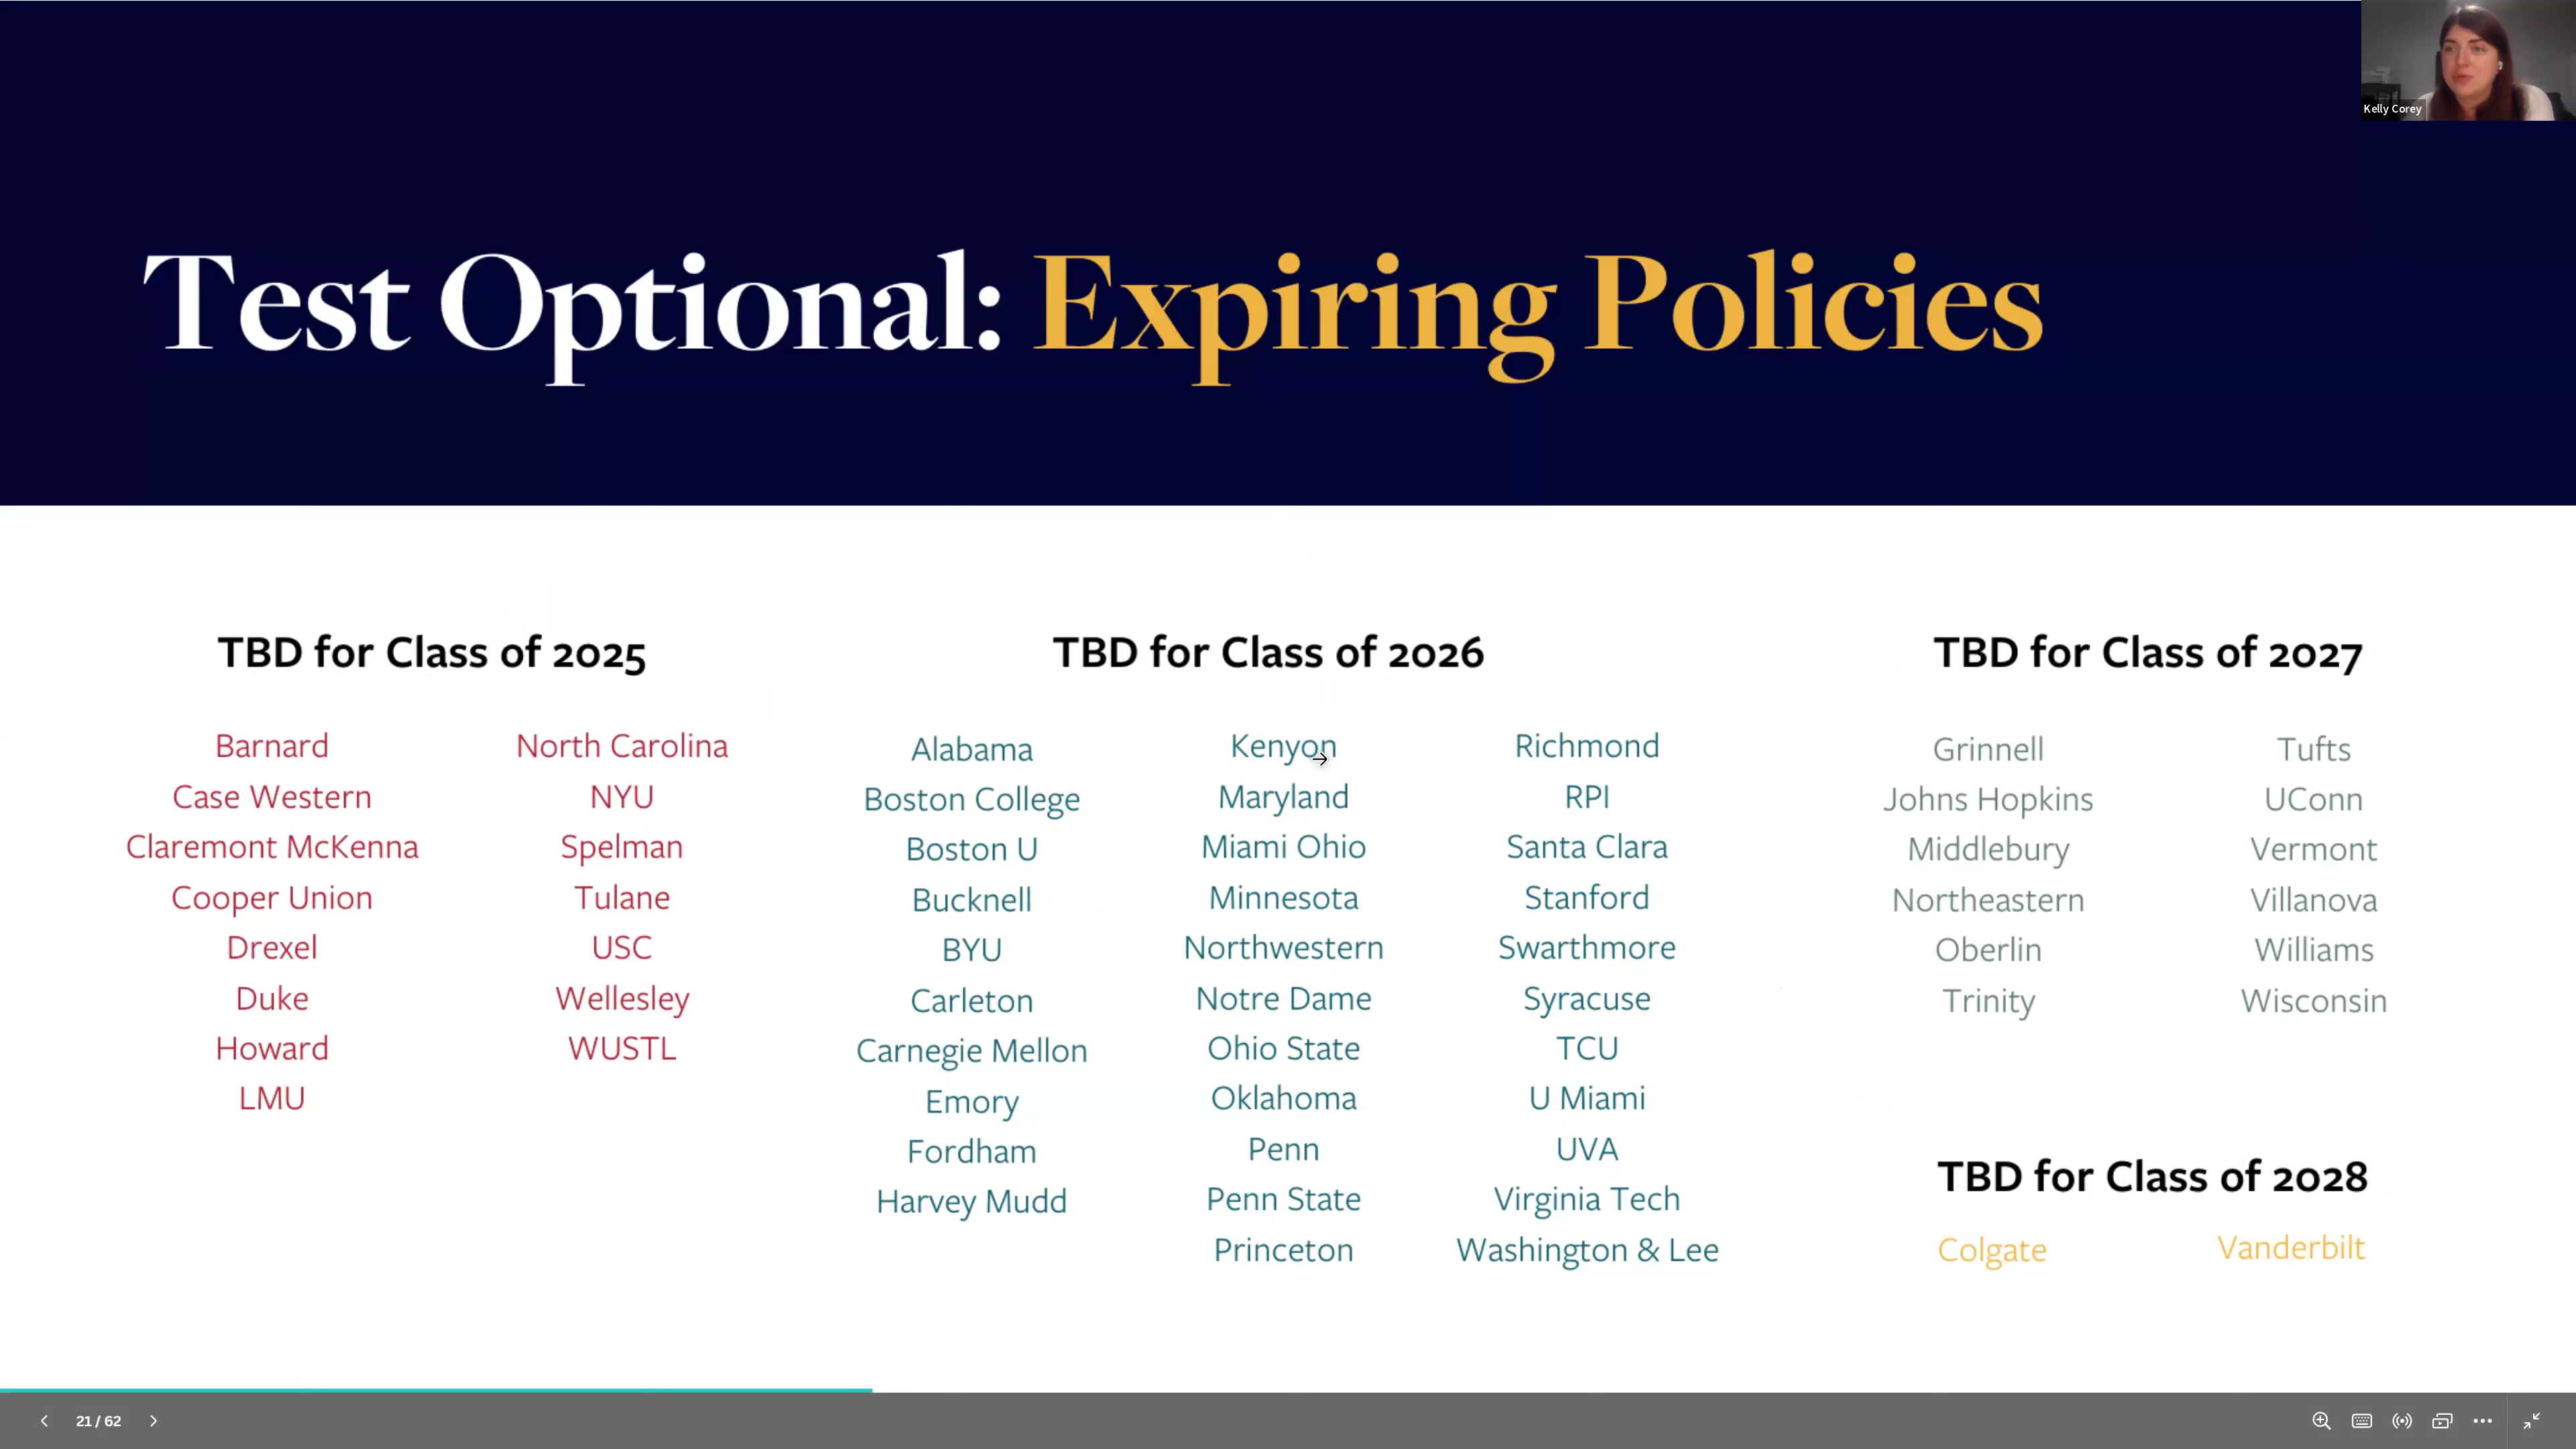 Kelly Corey
Test Optional: Expiring Policies
TBD for Class of 2025
Barnard
Case Western
Claremont McKenna
Cooper Union
Drexel
Duke
Howard
LMU
North Carolina
NYU
Spelman
Tulane
USC
Wellesley
WUSTL
TBD for Class of 2026
Alabama
Boston College
Boston U
Bucknell
BYU
Carleton
Carnegie Mellon
Emory
Fordham
Harvey Mudd
Kenyon
Maryland
Miami Ohio
Minnesota
Northwestern
Notre Dame
Ohio State
Oklahoma
Penn
Penn State
Princeton
Richmond
RPI
Santa Clara
Stanford
Swarthmore
Syracuse
TCU
U Miami
UVA
Virginia Tech
Washington & Lee
TBD for Class of 2027
Grinnell
Johns Hopkins
Middlebury
Northeastern
Oberlin
Trinity
Tufts
UConn
Vermont
Villanova
Williams
Wisconsin
TBD for Class of 2028
Colgate
Vanderbilt
21 / 62